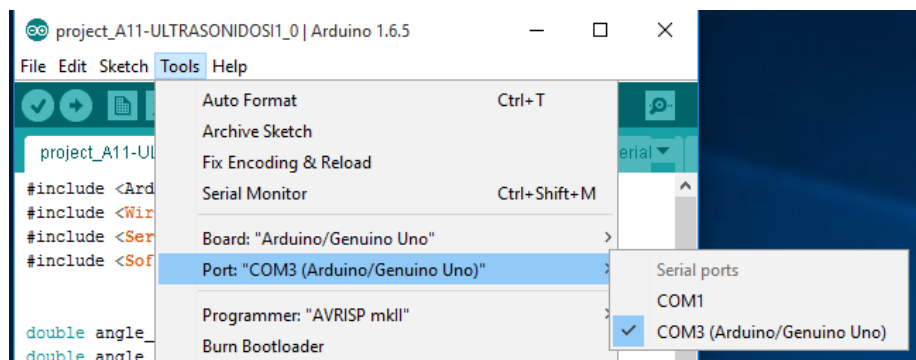 project_A11-ULTRASONIDOSI1_0 | Arduino 1.6.5
File Edit Sketch Tools Help
Auto Format Ctrl+T
Archive Sketch
project_A11-Ul
erial
Fix Encoding & Reload
#include <Ard
Serial Monitor Ctrl+Shift+M
#include <Wir
#include <Ser
Board: "Arduino/Genuino Uno"
#include <Sof
Port: "COM3 (Arduino/Genuino Uno)"
Serial ports
COM1
COM3 (Arduino/Genuino Uno)
Programmer: "AVRISP mkII"
double angle_
Burn Bootloader
double angle